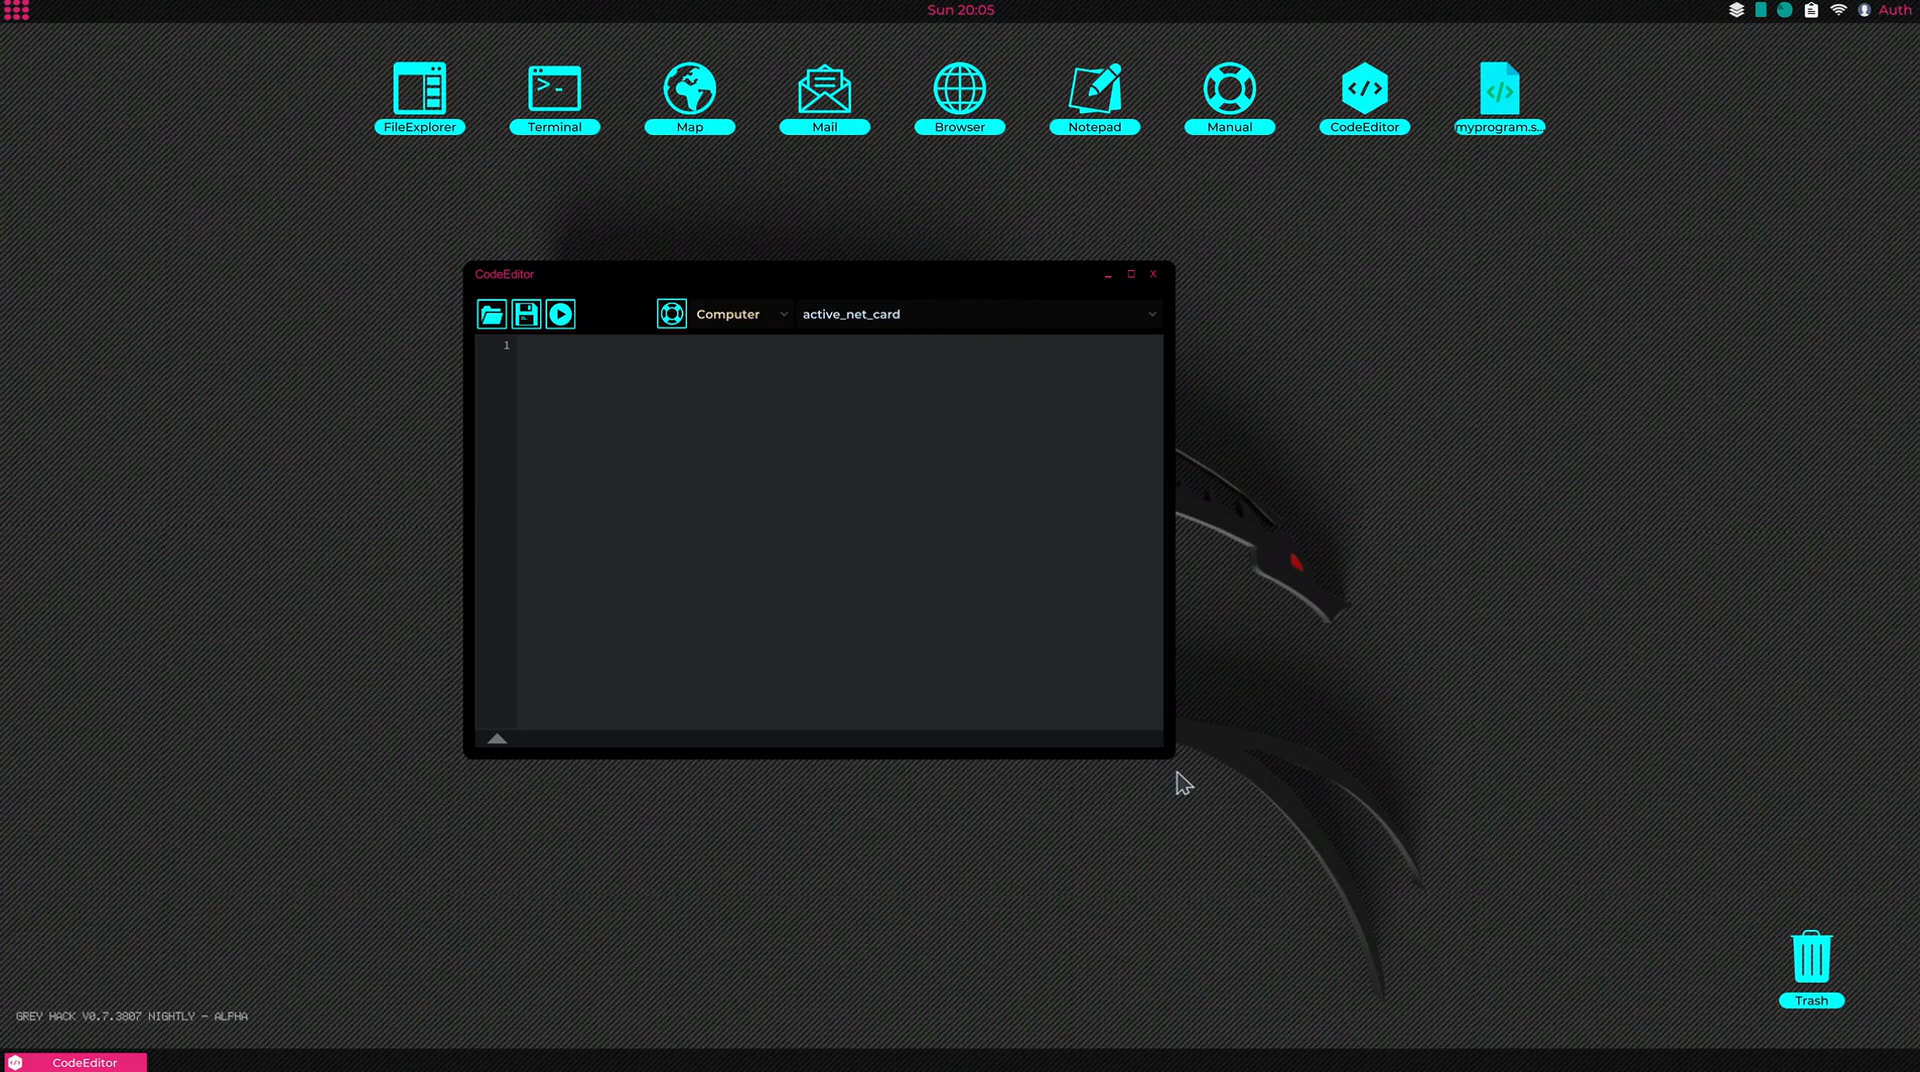 Sun 20:05
Auth
FileExplorer
Terminal
Map
Mail
Browser
Notepad
Manual
CodeEditor
myprogram.s...
CodeEditor
Computer
active_net_card
1
Trash
GREY HACK V0.7.3807 NIGHTLY - ALPHA
CodeEditor